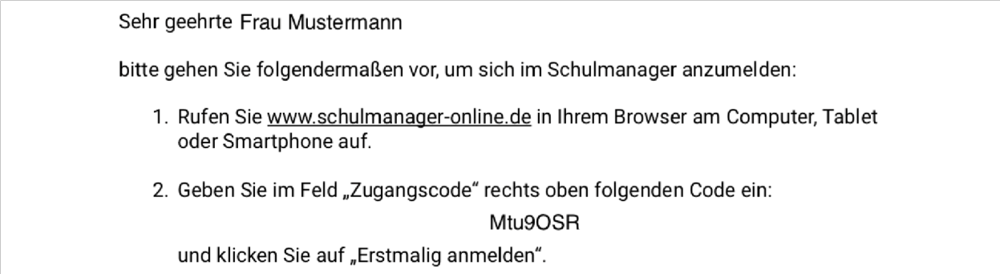 Sehr geehrte Frau Mustermann
bitte gehen Sie folgendermaßen vor, um sich im Schulmanager anzumelden:
1. Rufen Sie www.schulmanager-online.de in Ihrem Browser am Computer, Tablet
oder Smartphone auf.
2. Geben Sie im Feld „Zugangscode“ rechts oben folgenden Code ein:
Mtu9OSR
und klicken Sie auf „Erstmalig anmelden“.